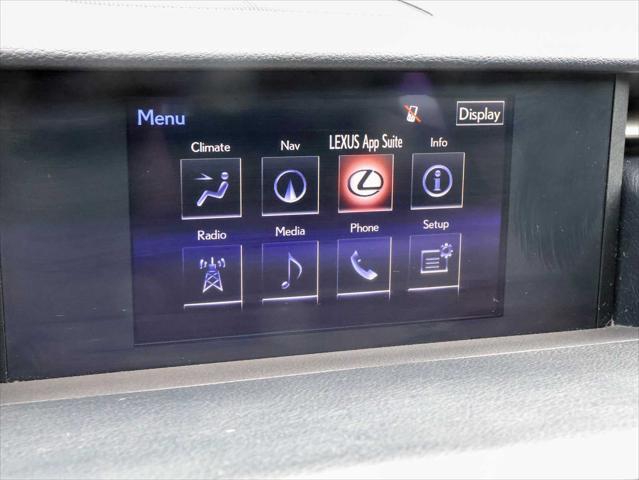 Menu
Display
Climate
Nav
LEXUS App Suite
Info
Radio
Media
Phone
Setup